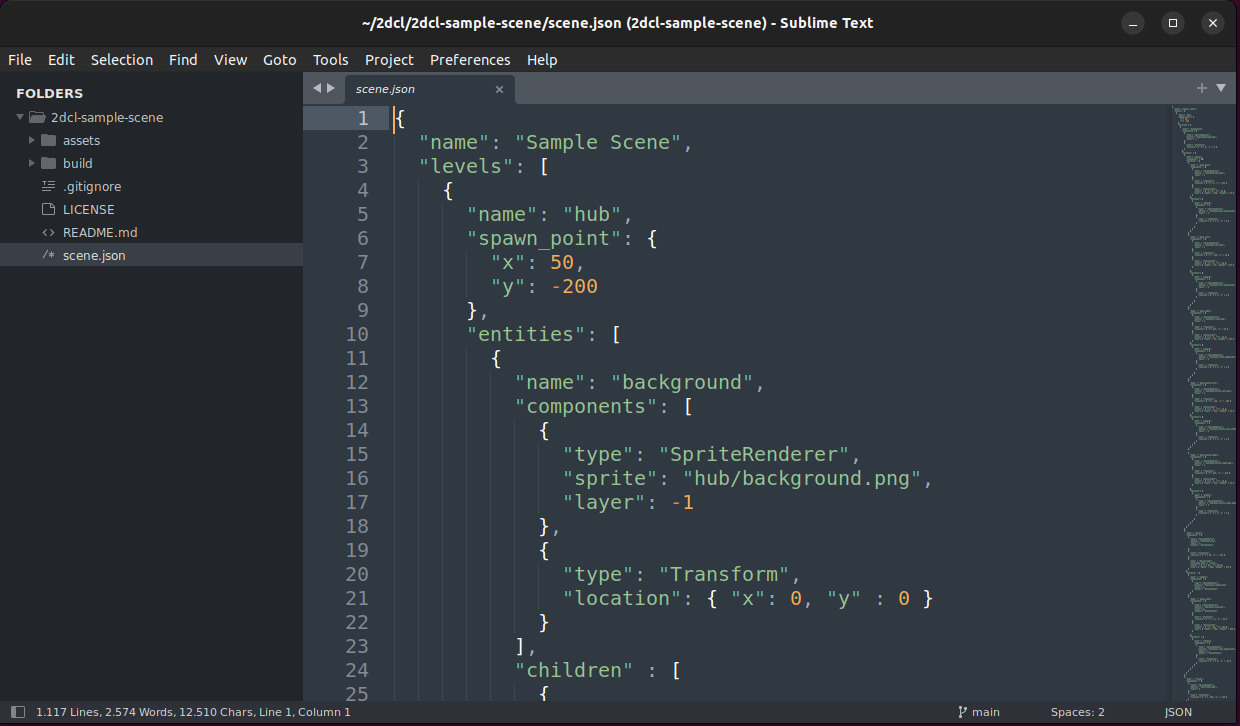 ~/2dcl/2dcl-sample-scene/scene.json (2dcl-sample-scene) - Sublime Text
File Edit Selection Find View Goto Tools Project Preferences Help
FOLDERS
2dcl-sample-scene
assets
build
.gitignore
LICENSE
README.md
/* scene.json
scene.json
1 {
2 "name": "Sample Scene",
3 "levels": [
4 {
5 "name": "hub",
6 "spawn_point": {
7 "x": 50,
8 "y": -200
9 },
10 "entities": [
11 {
12 "name": "background",
13 "components": [
14 {
15 "type": "SpriteRenderer",
16 "sprite": "hub/background.png",
17 "layer": -1
18 },
19 {
20 "type": "Transform",
21 "location": { "x": 0, "y" : 0 }
22 }
23 ],
24 "children" : [
25 {
1.117 Lines, 2.574 Words, 12.510 Chars, Line 1, Column 1
main
Spaces: 2
JSON